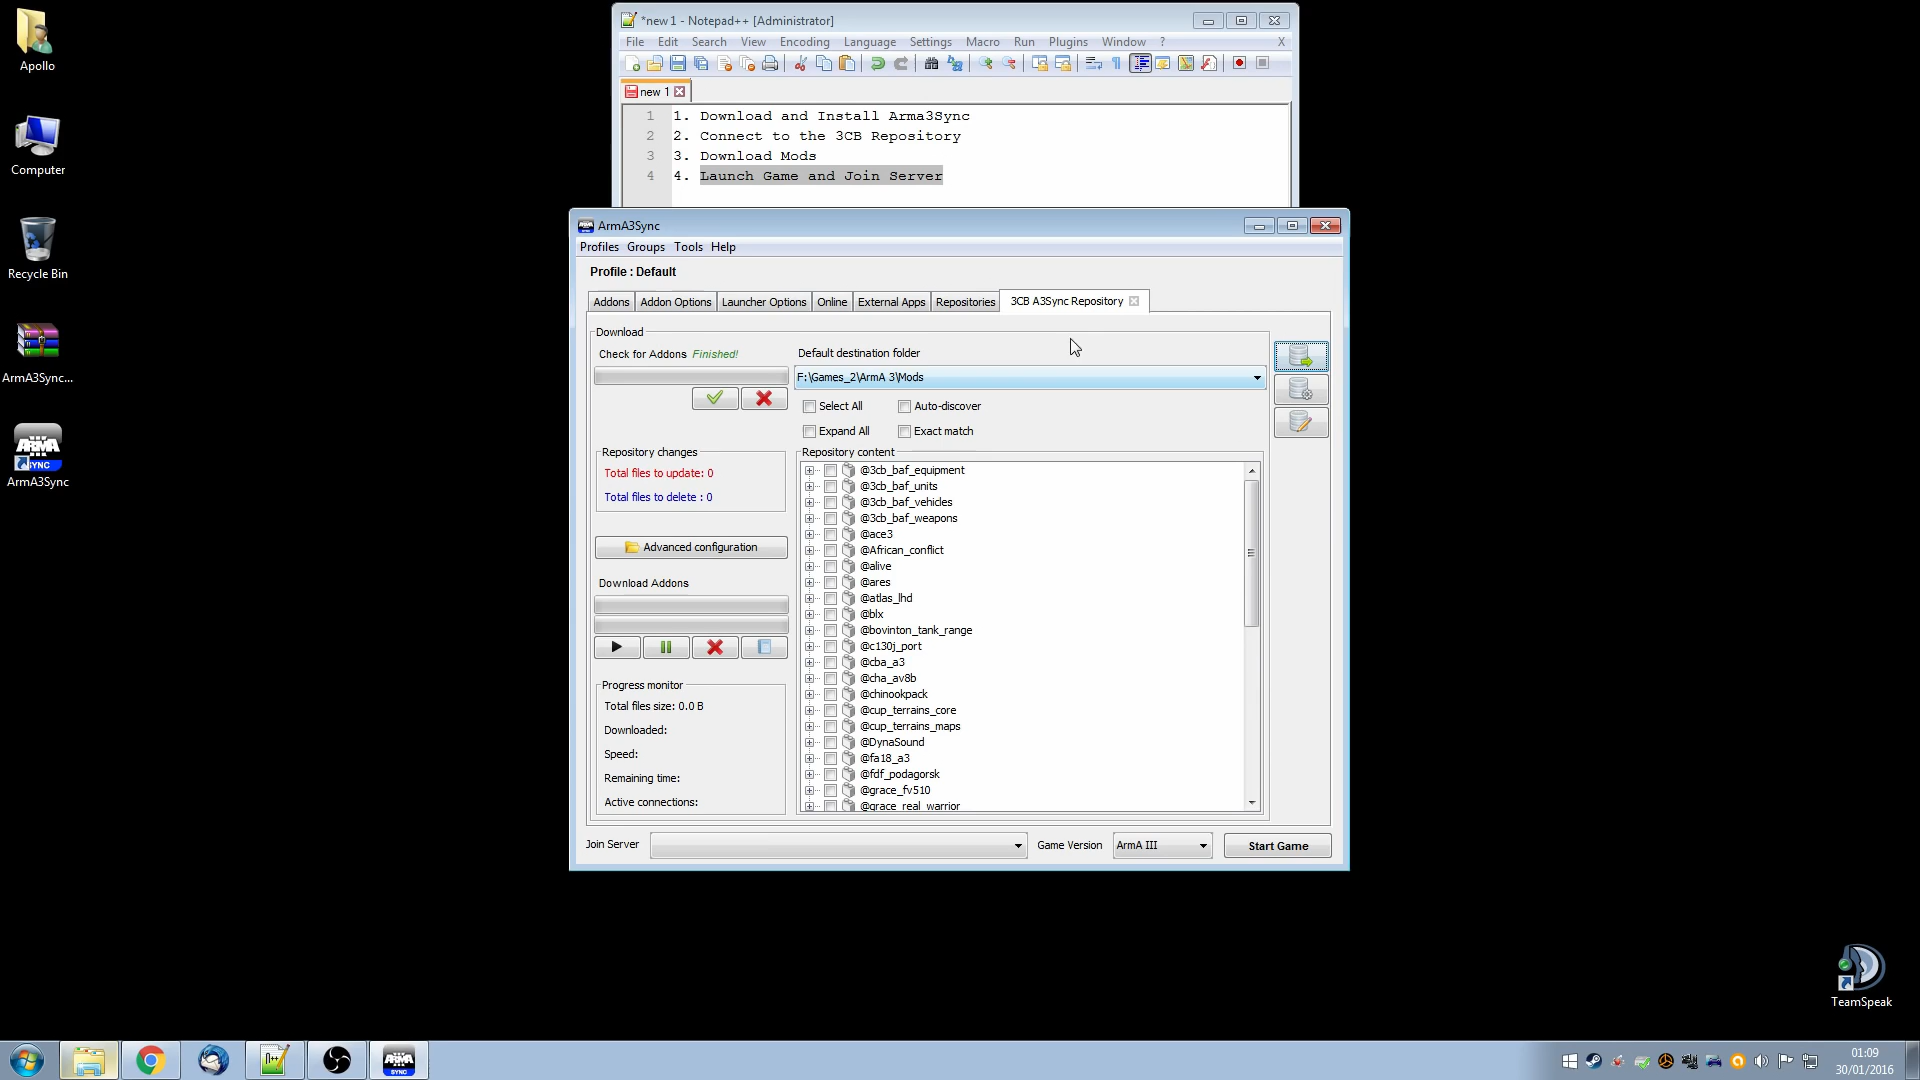 Apollo
Computer
Recycle Bin
ArmA3Sync...
ArmA3Sync
*new 1 - Notepad++ [Administrator]
File Edit Search View Encoding Language Settings Macro Run Plugins Window ? X
new 1
1 1. Download and Install Arma3Sync
2 2. Connect to the 3CB Repository
3 3. Download Mods
4 4. Launch Game and Join Server
ArmA3Sync
Profiles Groups Tools Help
Profile : Default
Addons Addon Options Launcher Options Online External Apps Repositories 3CB A3Sync Repository
Download
Check for Addons Finished!
Default destination folder
F:\Games_2\ArmA 3\Mods
Select All Auto-discover
Expand All Exact match
Repository changes
Total files to update: 0
Total files to delete : 0
Advanced configuration
Download Addons
Progress monitor
Total files size: 0.0 B
Downloaded:
Speed:
Remaining time:
Active connections:
Repository content
@3cb_baf_equipment
@3cb_baf_units
@3cb_baf_vehicles
@3cb_baf_weapons
@ace3
@African_conflict
@alive
@ares
@atlas_lhd
@blx
@bovinton_tank_range
@c130j_port
@cba_a3
@cha_av8b
@chinookpack
@cup_terrains_core
@cup_terrains_maps
@DynaSound
@fa18_a3
@fdf_podagorsk
@grace_fv510
@grace_real_warrior
Join Server Game Version ArmA III Start Game
TeamSpeak
01:09
30/01/2016